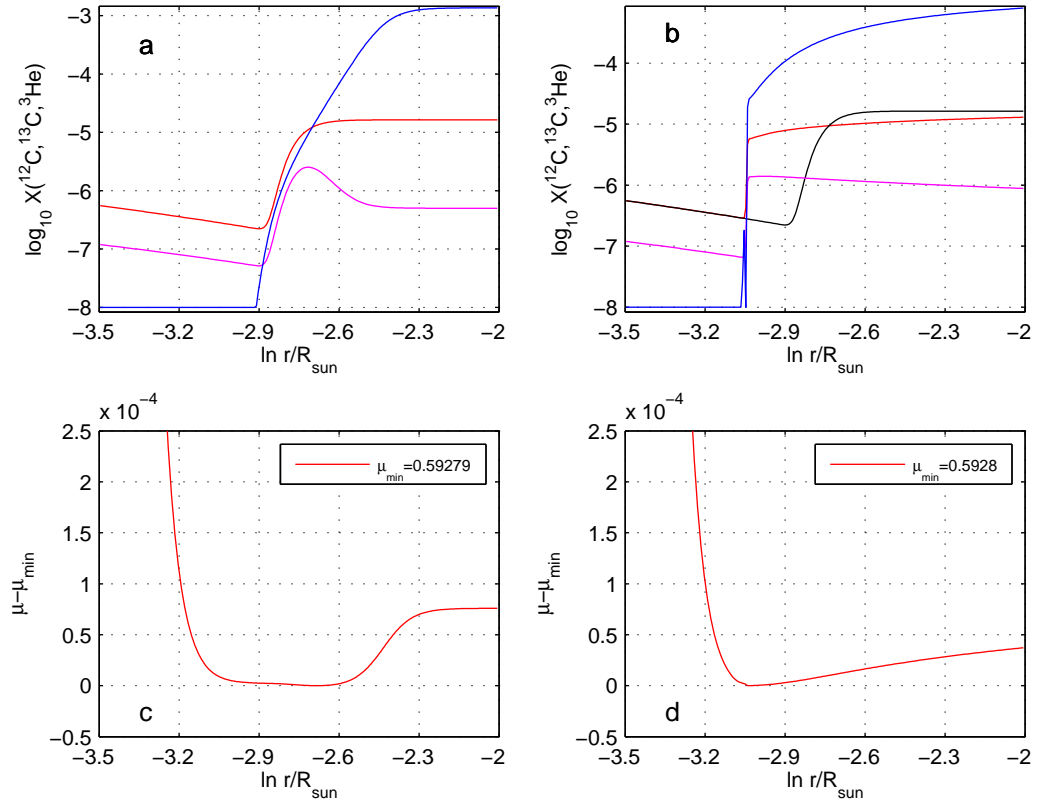 a
log10 X(12C,13C,3He)
−3
−4
−5
−6
−7
−8
−3.5 −3.2 −2.9 −2.6 −2.3 −2
ln r/Rsun
b
log10 X(12C,13C,3He)
−4
−5
−6
−7
−8
−3.5 −3.2 −2.9 −2.6 −2.3 −2
ln r/Rsun
x 10−4
μ−μmin
2.5
2
1.5
1
0.5
0
−0.5
μmin=0.59279
c
−3.5 −3.2 −2.9 −2.6 −2.3 −2
ln r/Rsun
x 10−4
μ−μmin
2.5
2
1.5
1
0.5
0
−0.5
μmin=0.5928
d
−3.5 −3.2 −2.9 −2.6 −2.3 −2
ln r/Rsun